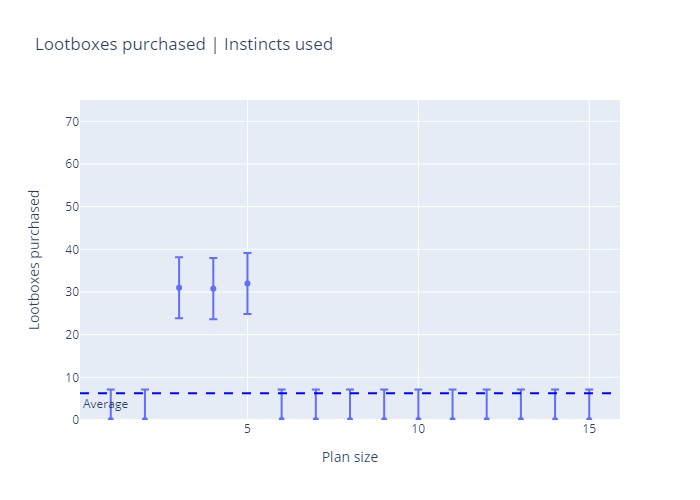 Lootboxes purchased | Instincts used
Lootboxes purchased
70
60
50
40
30
20
10
0
Average
5
10
15
Plan size